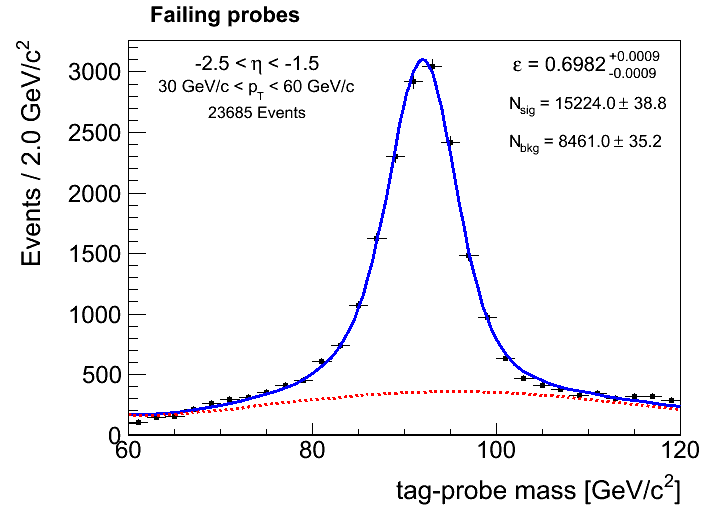 Failing probes
-2.5 < η < -1.5
30 GeV/c < p_T < 60 GeV/c
23685 Events
ε = 0.6982 +0.0009 -0.0009
N_sig = 15224.0 ± 38.8
N_bkg = 8461.0 ± 35.2
Events / 2.0 GeV/c²
3000
2500
2000
1500
1000
500
0
60 80 100 120
tag-probe mass [GeV/c²]